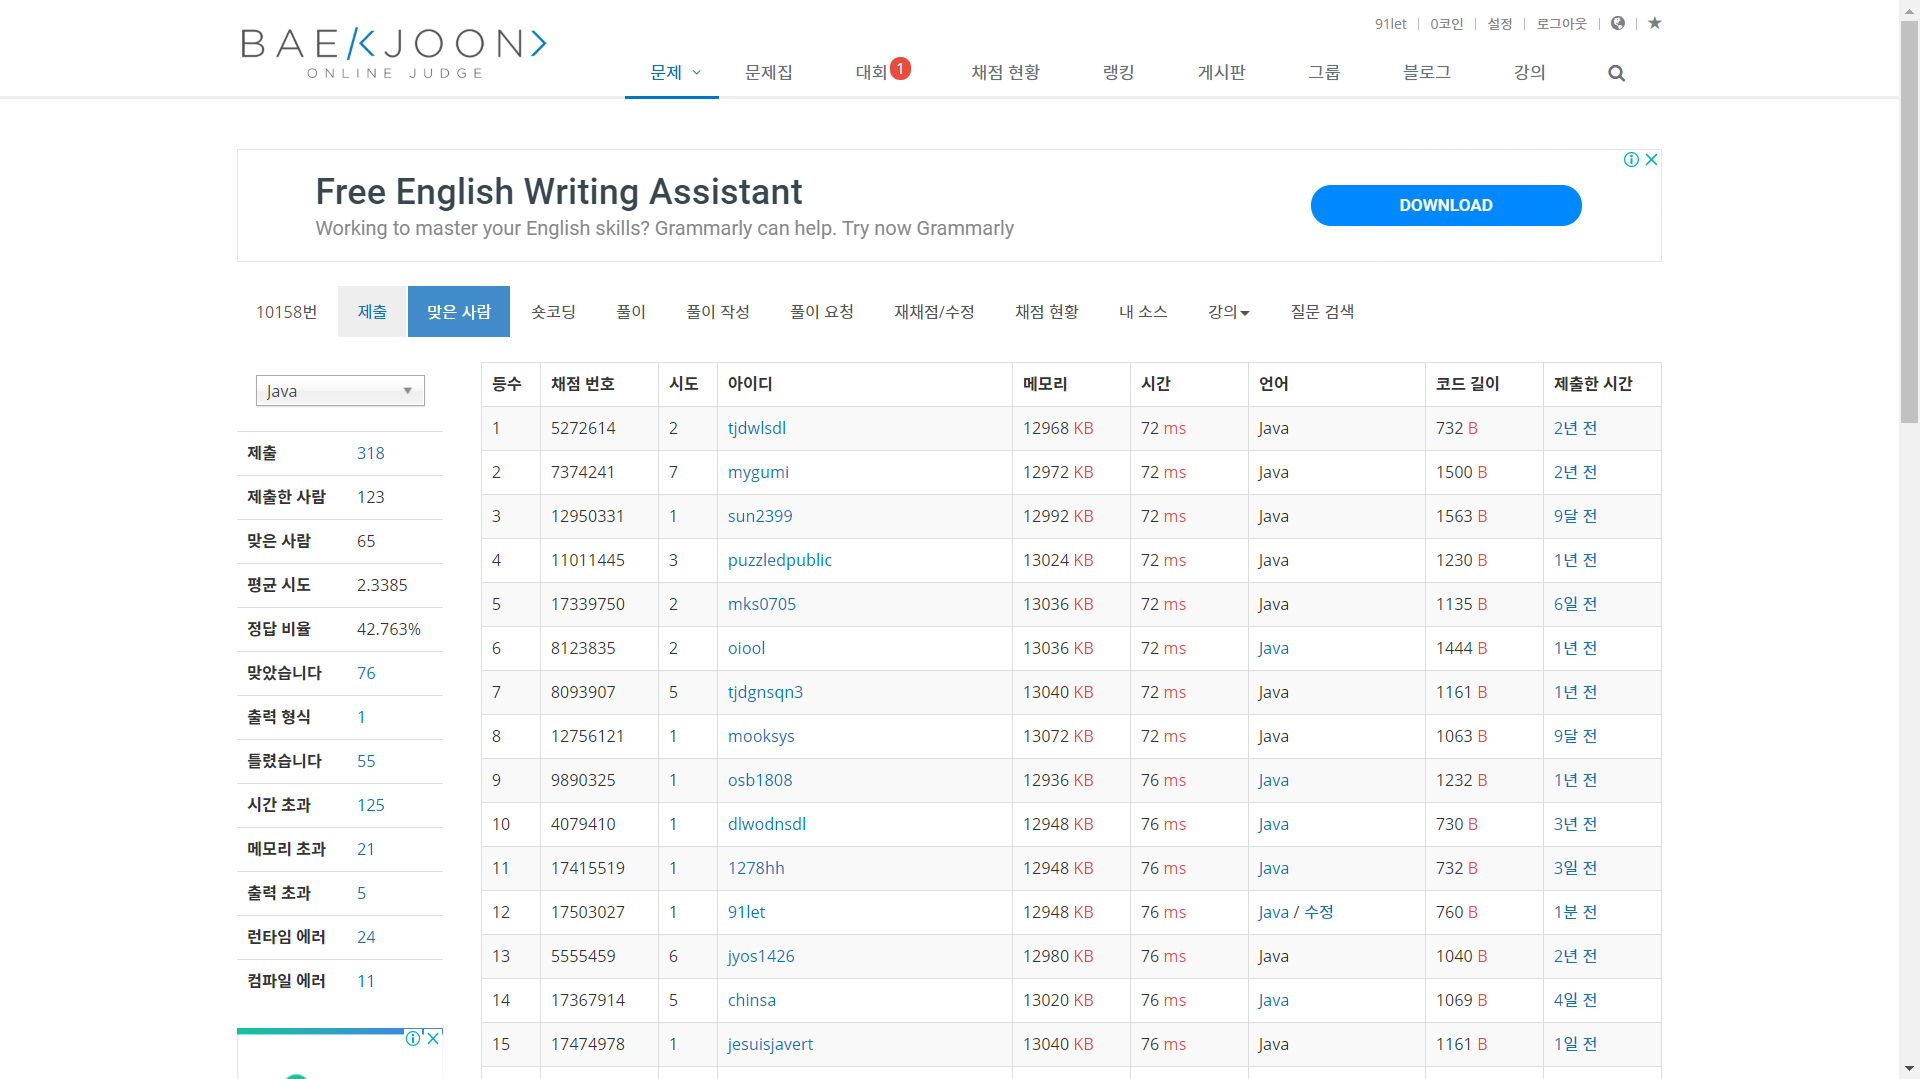 91let 0코인 설정 로그아웃
BAEKJOON>
ONLINE JUDGE
문제 문제집 대회 1 채점 현황 랭킹 게시판 그룹 블로그 강의
Free English Writing Assistant
Working to master your English skills? Grammarly can help. Try now Grammarly
DOWNLOAD
10158번 제출 맞은 사람 숏코딩 풀이 풀이 작성 풀이 요청 재채점/수정 채점 현황 내 소스 강의 질문 검색
Java
제출 318
제출한 사람 123
맞은 사람 65
평균 시도 2.3385
정답 비율 42.763%
맞았습니다 76
출력 형식 1
틀렸습니다 55
시간 초과 125
메모리 초과 21
출력 초과 5
런타임 에러 24
컴파일 에러 11
등수 채점 번호 시도 아이디 메모리 시간 언어 코드 길이 제출한 시간
1 5272614 2 tjdwlsdl 12968 KB 72 ms Java 732 B 2년 전
2 7374241 7 mygumi 12972 KB 72 ms Java 1500 B 2년 전
3 12950331 1 sun2399 12992 KB 72 ms Java 1563 B 9달 전
4 11011445 3 puzzledpublic 13024 KB 72 ms Java 1230 B 1년 전
5 17339750 2 mks0705 13036 KB 72 ms Java 1135 B 6일 전
6 8123835 2 oiool 13036 KB 72 ms Java 1444 B 1년 전
7 8093907 5 tjdgnsqn3 13040 KB 72 ms Java 1161 B 1년 전
8 12756121 1 mooksys 13072 KB 72 ms Java 1063 B 9달 전
9 9890325 1 osb1808 12936 KB 76 ms Java 1232 B 1년 전
10 4079410 1 dlwodnsdl 12948 KB 76 ms Java 730 B 3년 전
11 17415519 1 1278hh 12948 KB 76 ms Java 732 B 3일 전
12 17503027 1 91let 12948 KB 76 ms Java / 수정 760 B 1분 전
13 5555459 6 jyos1426 12980 KB 76 ms Java 1040 B 2년 전
14 17367914 5 chinsa 13020 KB 76 ms Java 1069 B 4일 전
15 17474978 1 jesuisjavert 13040 KB 76 ms Java 1161 B 1일 전